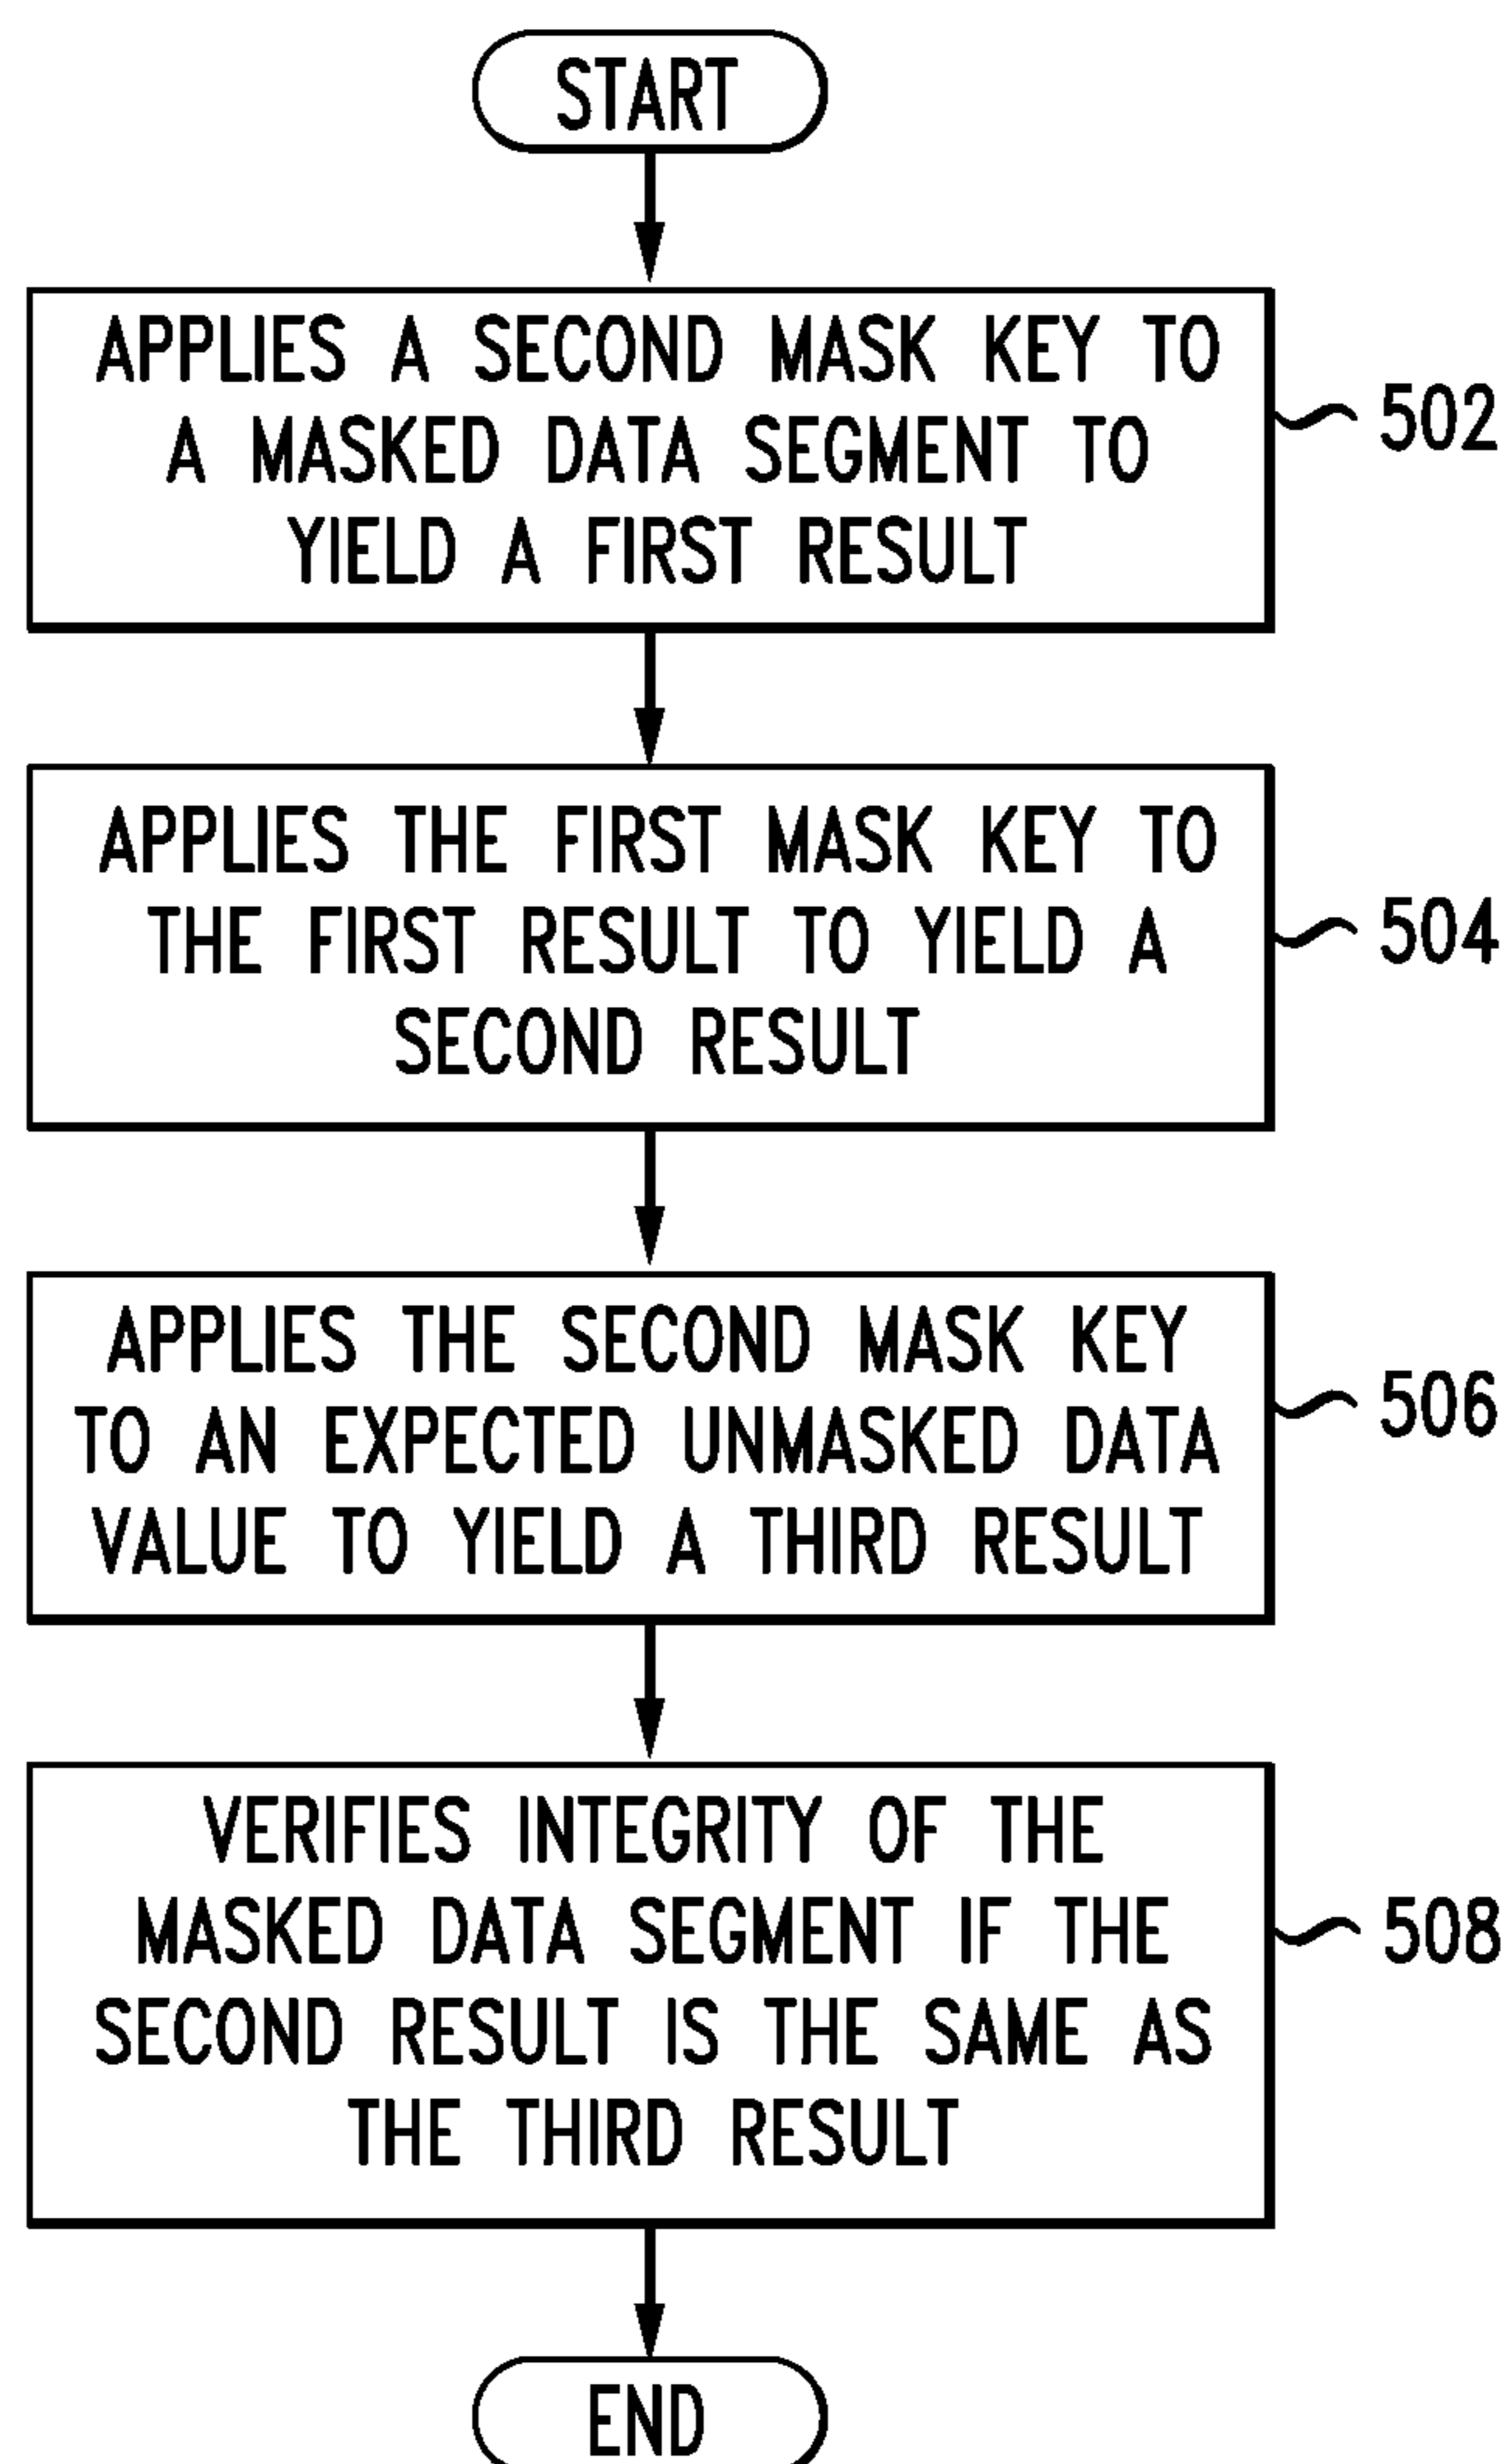 START
APPLIES A SECOND MASK KEY TO
A MASKED DATA SEGMENT TO
YIELD A FIRST RESULT
502
APPLIES THE FIRST MASK KEY TO
THE FIRST RESULT TO YIELD A
SECOND RESULT
504
APPLIES THE SECOND MASK KEY
TO AN EXPECTED UNMASKED DATA
VALUE TO YIELD A THIRD RESULT
506
VERIFIES INTEGRITY OF THE
MASKED DATA SEGMENT IF THE
SECOND RESULT IS THE SAME AS
THE THIRD RESULT
508
END